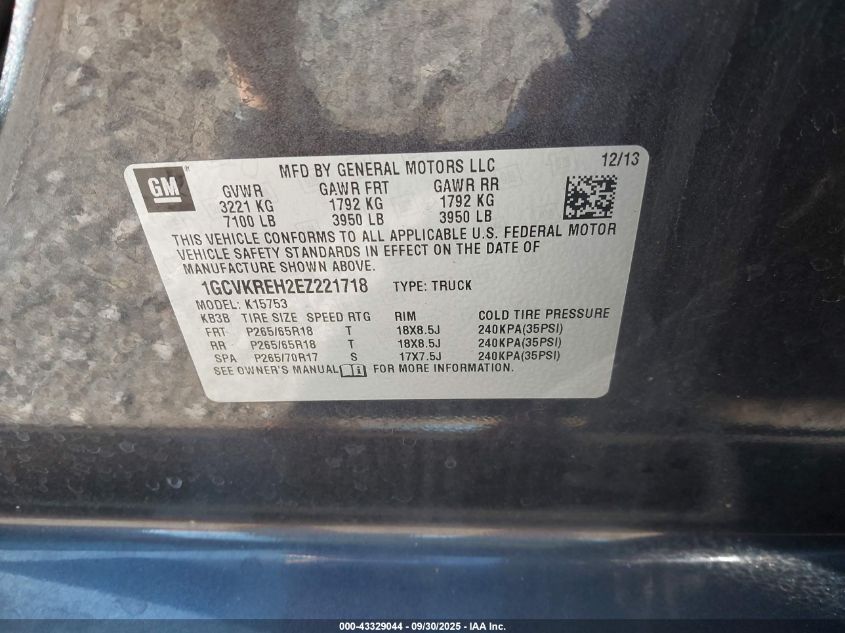 GM
MFD BY GENERAL MOTORS LLC
12/13
GVWR GAWR FRT GAWR RR
3221 KG 1792 KG 1792 KG
7100 LB 3950 LB 3950 LB
THIS VEHICLE CONFORMS TO ALL APPLICABLE U.S. FEDERAL MOTOR
VEHICLE SAFETY STANDARDS IN EFFECT ON THE DATE OF
MANUFACTURE SHOWN ABOVE.
1GCVKREH2EZ221718 TYPE: TRUCK
MODEL: K15753
KB3B TIRE SIZE SPEED RTG RIM COLD TIRE PRESSURE
FRT P265/65R18 T 18X8.5J 240KPA(35PSI)
RR P265/65R18 T 18X8.5J 240KPA(35PSI)
SPA P265/70R17 S 17X7.5J 240KPA(35PSI)
SEE OWNER'S MANUAL i FOR MORE INFORMATION.
000-43329044 - 09/30/2025 - IAA Inc.